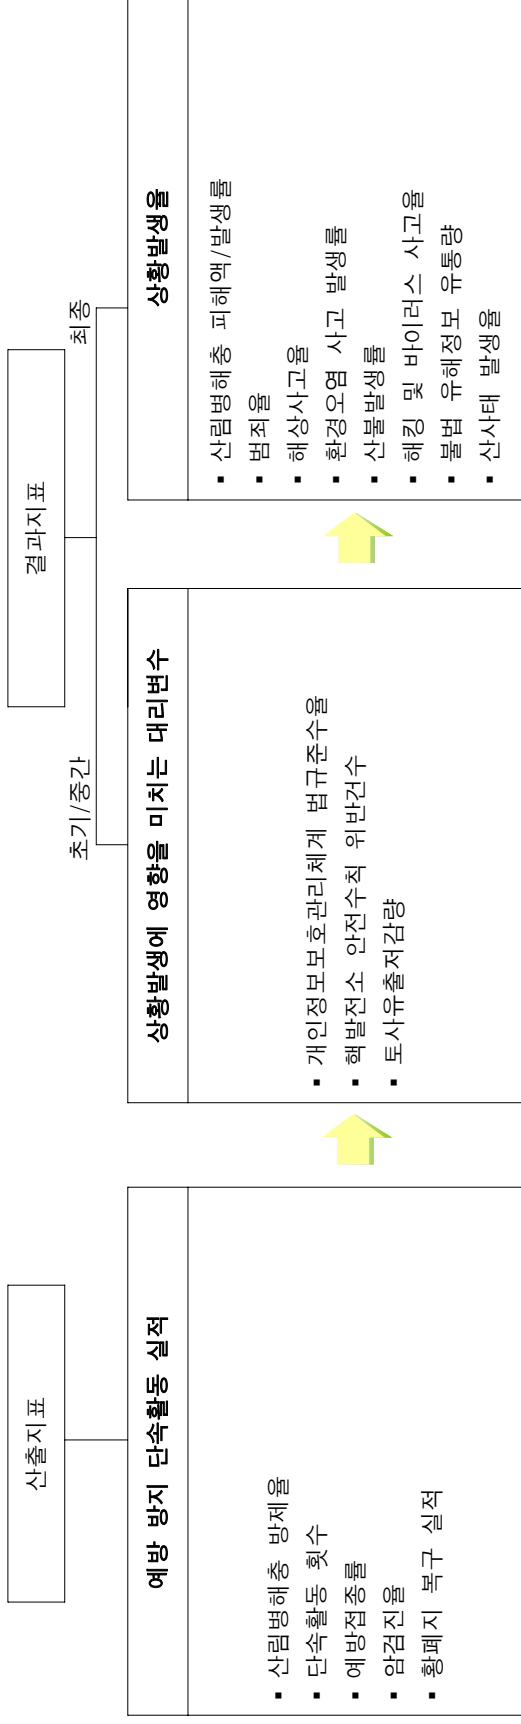 산출지표
예방 방지 단속활동 실적
▪ 산림병해충 방제율
▪ 단속활동 횟수
▪ 예방접종률
▪ 암검진율
▪ 황폐지 복구 실적
결과지표
초기/중간
최종
상황발생에 영향을 미치는 대리변수
▪ 개인정보보호관리체계 법규준수율
▪ 핵발전소 안전수칙 위반건수
▪ 토사유출저감량
상황발생율
▪ 산림병해충 피해액/발생률
▪ 범죄율
▪ 해상사고율
▪ 환경오염 사고 발생률
▪ 산불발생률
▪ 해킹 및 바이러스 사고율
▪ 불법 유해정보 유통량
▪ 산사태 발생율